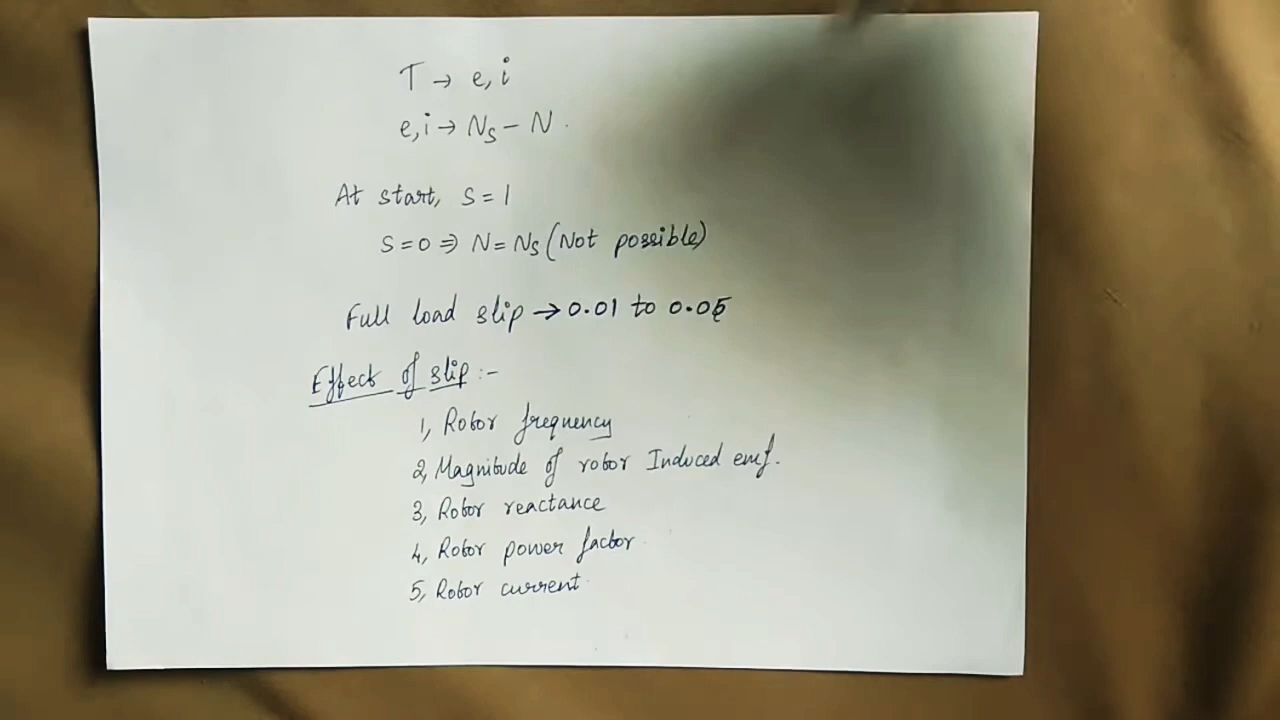 T → e, i
e, i → Ns - N.
At start, s = 1
s = 0 ⇒ N = Ns (Not possible)
Full load slip → 0.01 to 0.05
Effect of slip :-
1, Rotor frequency
2, Magnitude of rotor Induced emf.
3, Rotor reactance
4, Rotor power factor
5, Rotor current